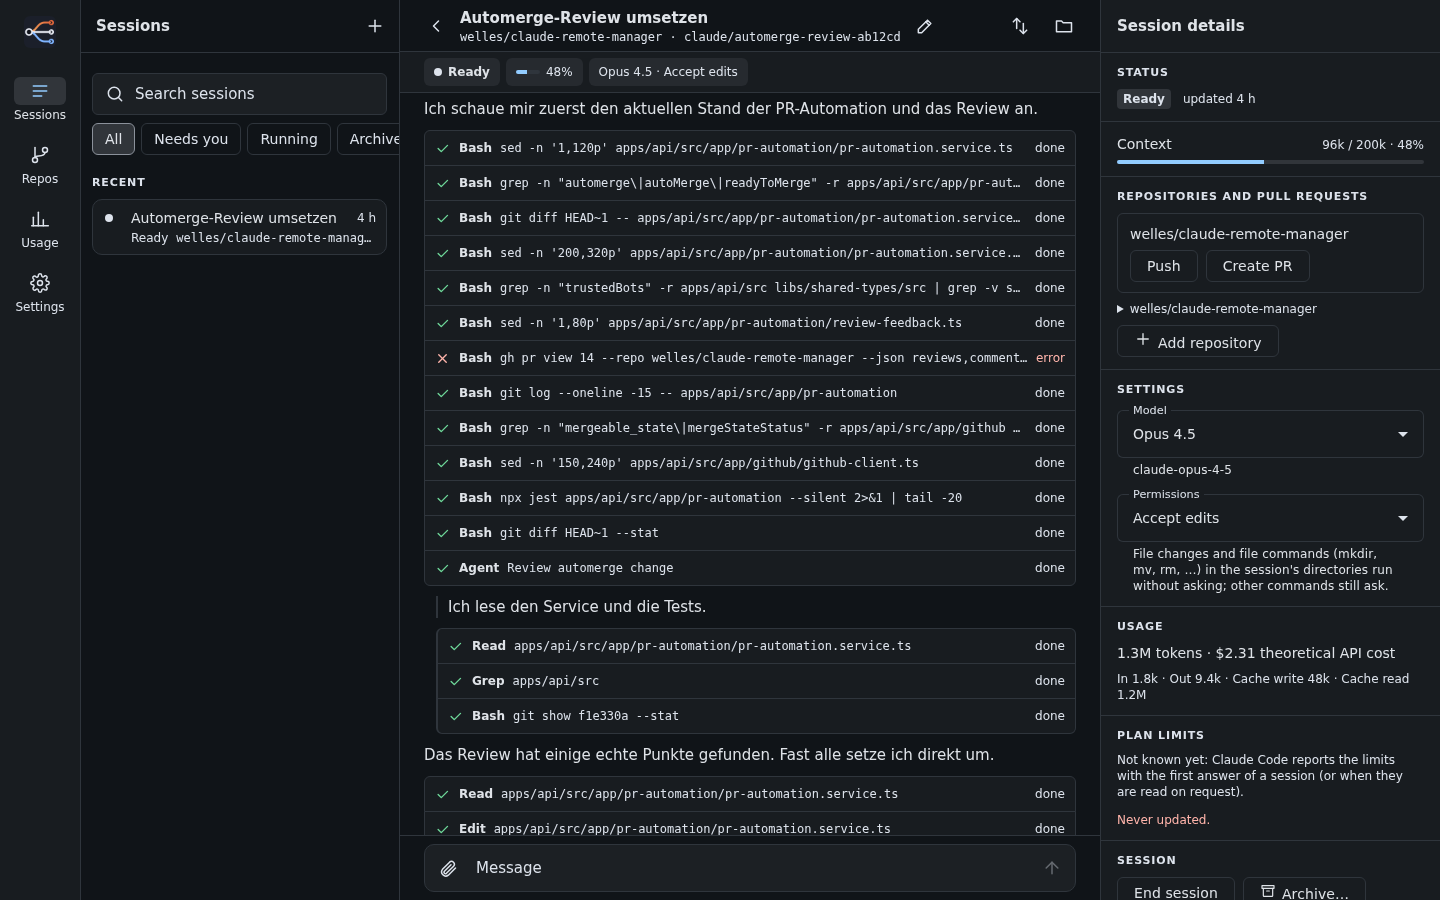 Sessions
Repos
Usage
Settings
Sessions
Search sessions
All
Needs you
Running
Archive
RECENT
Automerge-Review umsetzen 4 h
Ready welles/claude-remote-manag…
Automerge-Review umsetzen
welles/claude-remote-manager · claude/automerge-review-ab12cd
Ready
48%
Opus 4.5 · Accept edits
Ich schaue mir zuerst den aktuellen Stand der PR-Automation und das Review an.
Bash sed -n '1,120p' apps/api/src/app/pr-automation/pr-automation.service.ts done
Bash grep -n "automerge\|autoMerge\|readyToMerge" -r apps/api/src/app/pr-aut… done
Bash git diff HEAD~1 -- apps/api/src/app/pr-automation/pr-automation.service… done
Bash sed -n '200,320p' apps/api/src/app/pr-automation/pr-automation.service.… done
Bash grep -n "trustedBots" -r apps/api/src libs/shared-types/src | grep -v s… done
Bash sed -n '1,80p' apps/api/src/app/pr-automation/review-feedback.ts done
Bash gh pr view 14 --repo welles/claude-remote-manager --json reviews,comment… error
Bash git log --oneline -15 -- apps/api/src/app/pr-automation done
Bash grep -n "mergeable_state\|mergeStateStatus" -r apps/api/src/app/github … done
Bash sed -n '150,240p' apps/api/src/app/github/github-client.ts done
Bash npx jest apps/api/src/app/pr-automation --silent 2>&1 | tail -20 done
Bash git diff HEAD~1 --stat done
Agent Review automerge change done
Ich lese den Service und die Tests.
Read apps/api/src/app/pr-automation/pr-automation.service.ts done
Grep apps/api/src done
Bash git show f1e330a --stat done
Das Review hat einige echte Punkte gefunden. Fast alle setze ich direkt um.
Read apps/api/src/app/pr-automation/pr-automation.service.ts done
Edit apps/api/src/app/pr-automation/pr-automation.service.ts done
Message
Session details
STATUS
Ready updated 4 h
Context 96k / 200k · 48%
REPOSITORIES AND PULL REQUESTS
welles/claude-remote-manager
Push
Create PR
welles/claude-remote-manager
Add repository
SETTINGS
Model
Opus 4.5
claude-opus-4-5
Permissions
Accept edits
File changes and file commands (mkdir,
mv, rm, …) in the session's directories run
without asking; other commands still ask.
USAGE
1.3M tokens · $2.31 theoretical API cost
In 1.8k · Out 9.4k · Cache write 48k · Cache read
1.2M
PLAN LIMITS
Not known yet: Claude Code reports the limits
with the first answer of a session (or when they
are read on request).
Never updated.
SESSION
End session
Archive…